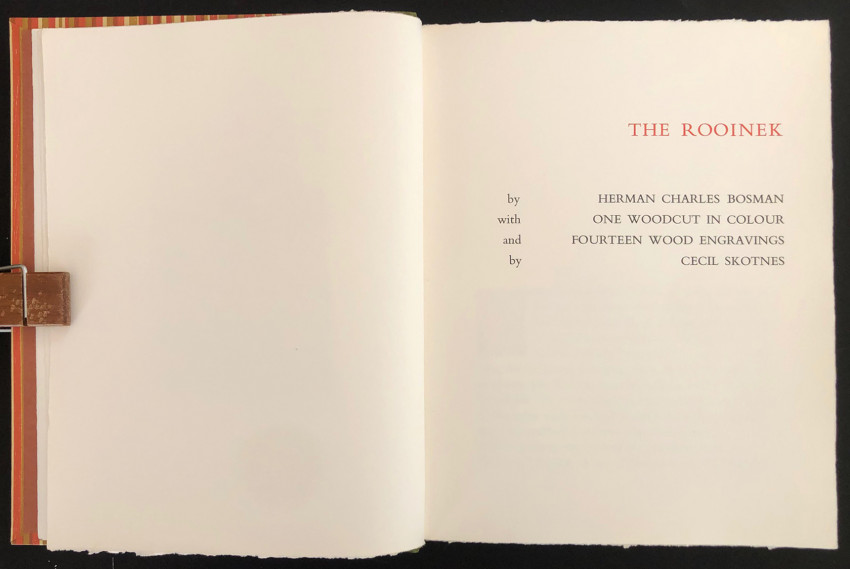 THE ROOINEK
by HERMAN CHARLES BOSMAN
with ONE WOODCUT IN COLOUR
and FOURTEEN WOOD ENGRAVINGS
by CECIL SKOTNES